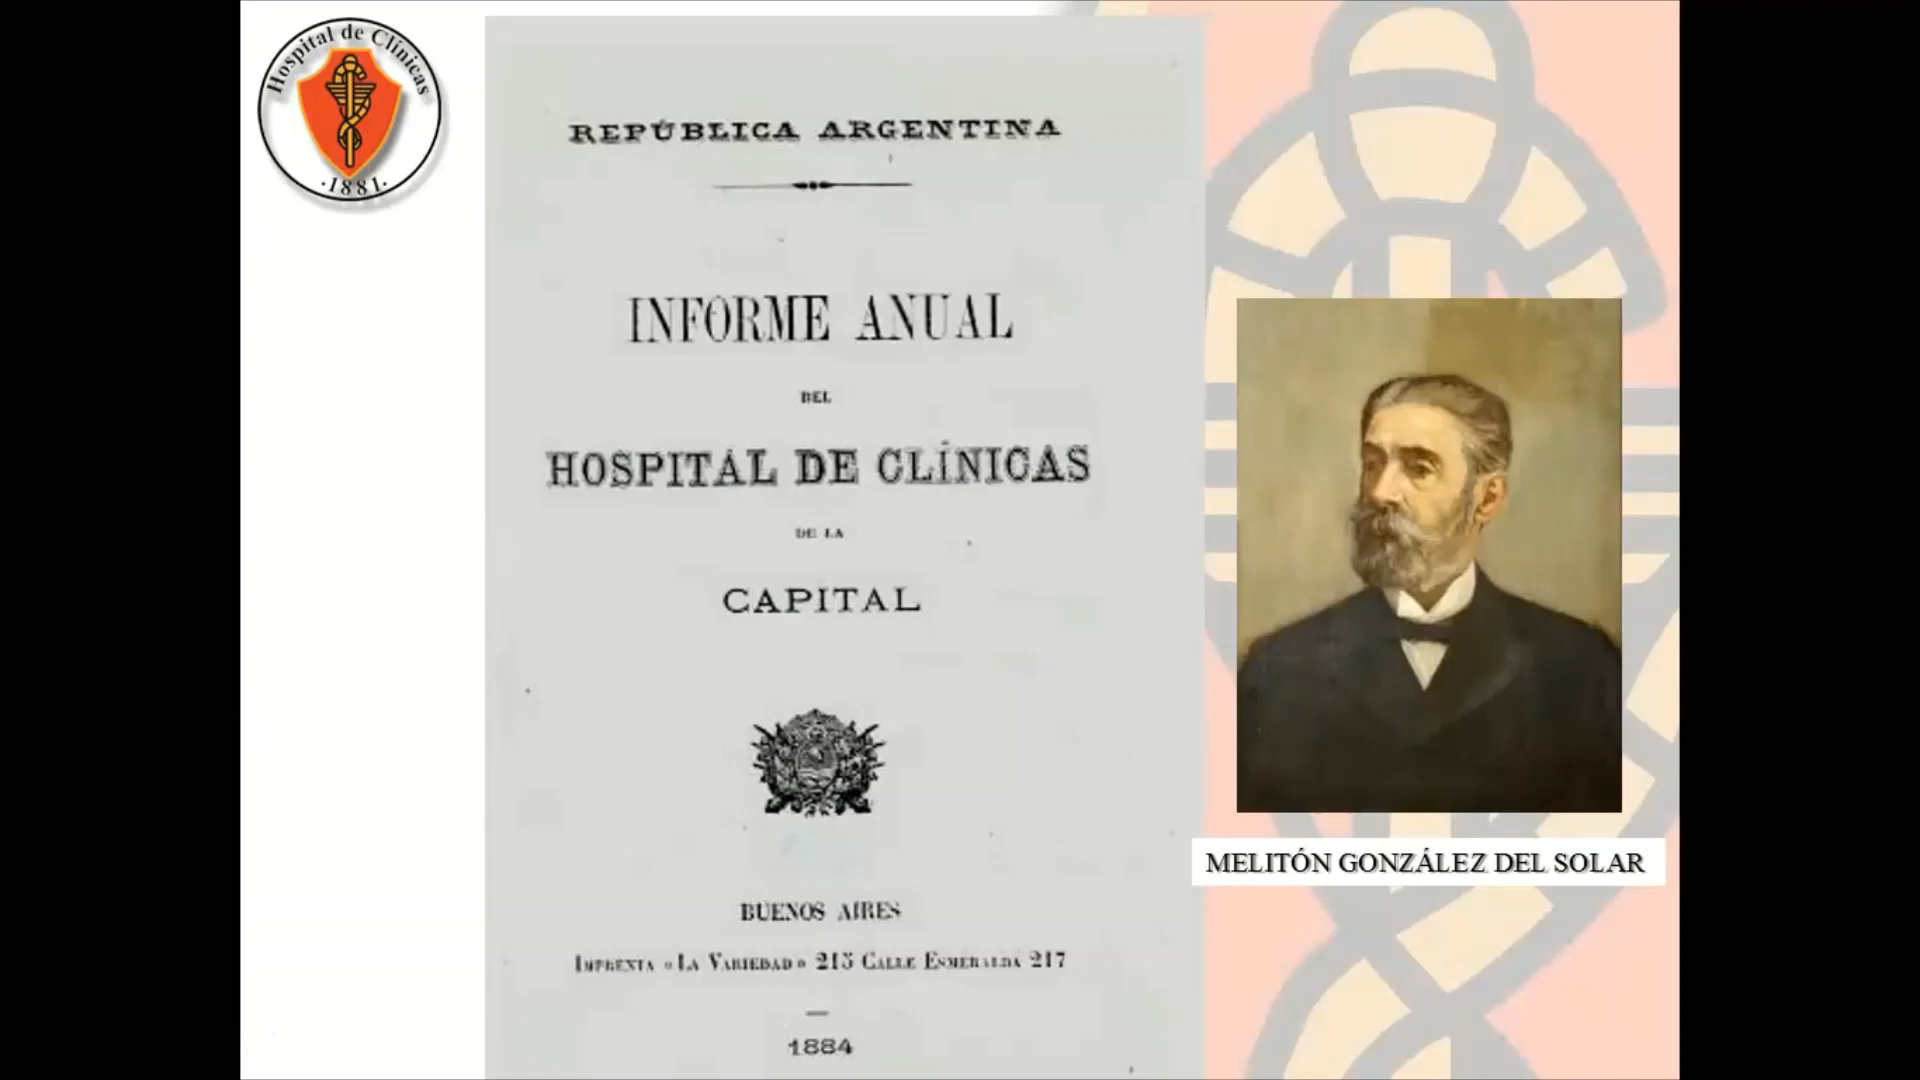 Hospital de Clínicas
·1881·
REPÚBLICA ARGENTINA
INFORME ANUAL
DEL
HOSPITAL DE CLÍNICAS
DE LA
CAPITAL
BUENOS AIRES
IMPRENTA «LA VARIEDAD» 215 CALLE ESMERALDA 217
1884
MELITÓN GONZÁLEZ DEL SOLAR